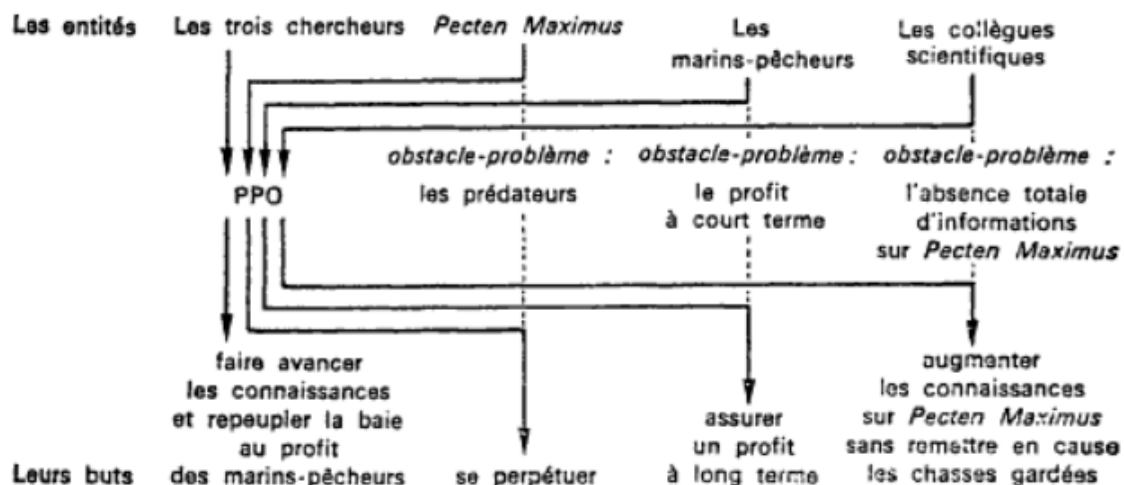 Les entités Les trois chercheurs Pecten Maximus Les marins-pêcheurs Les collègues scientifiques
obstacle-problème : obstacle-problème : obstacle-problème :
PPO les prédateurs le profit l'absence totale
à court terme d'informations
sur Pecten Maximus
faire avancer augmenter
les connaissances les connaissances
et repeupler la baie assurer sur Pecten Maximus
au profit un profit sans remettre en cause
Leurs buts des marins-pêcheurs se perpétuer à long terme les chasses gardées